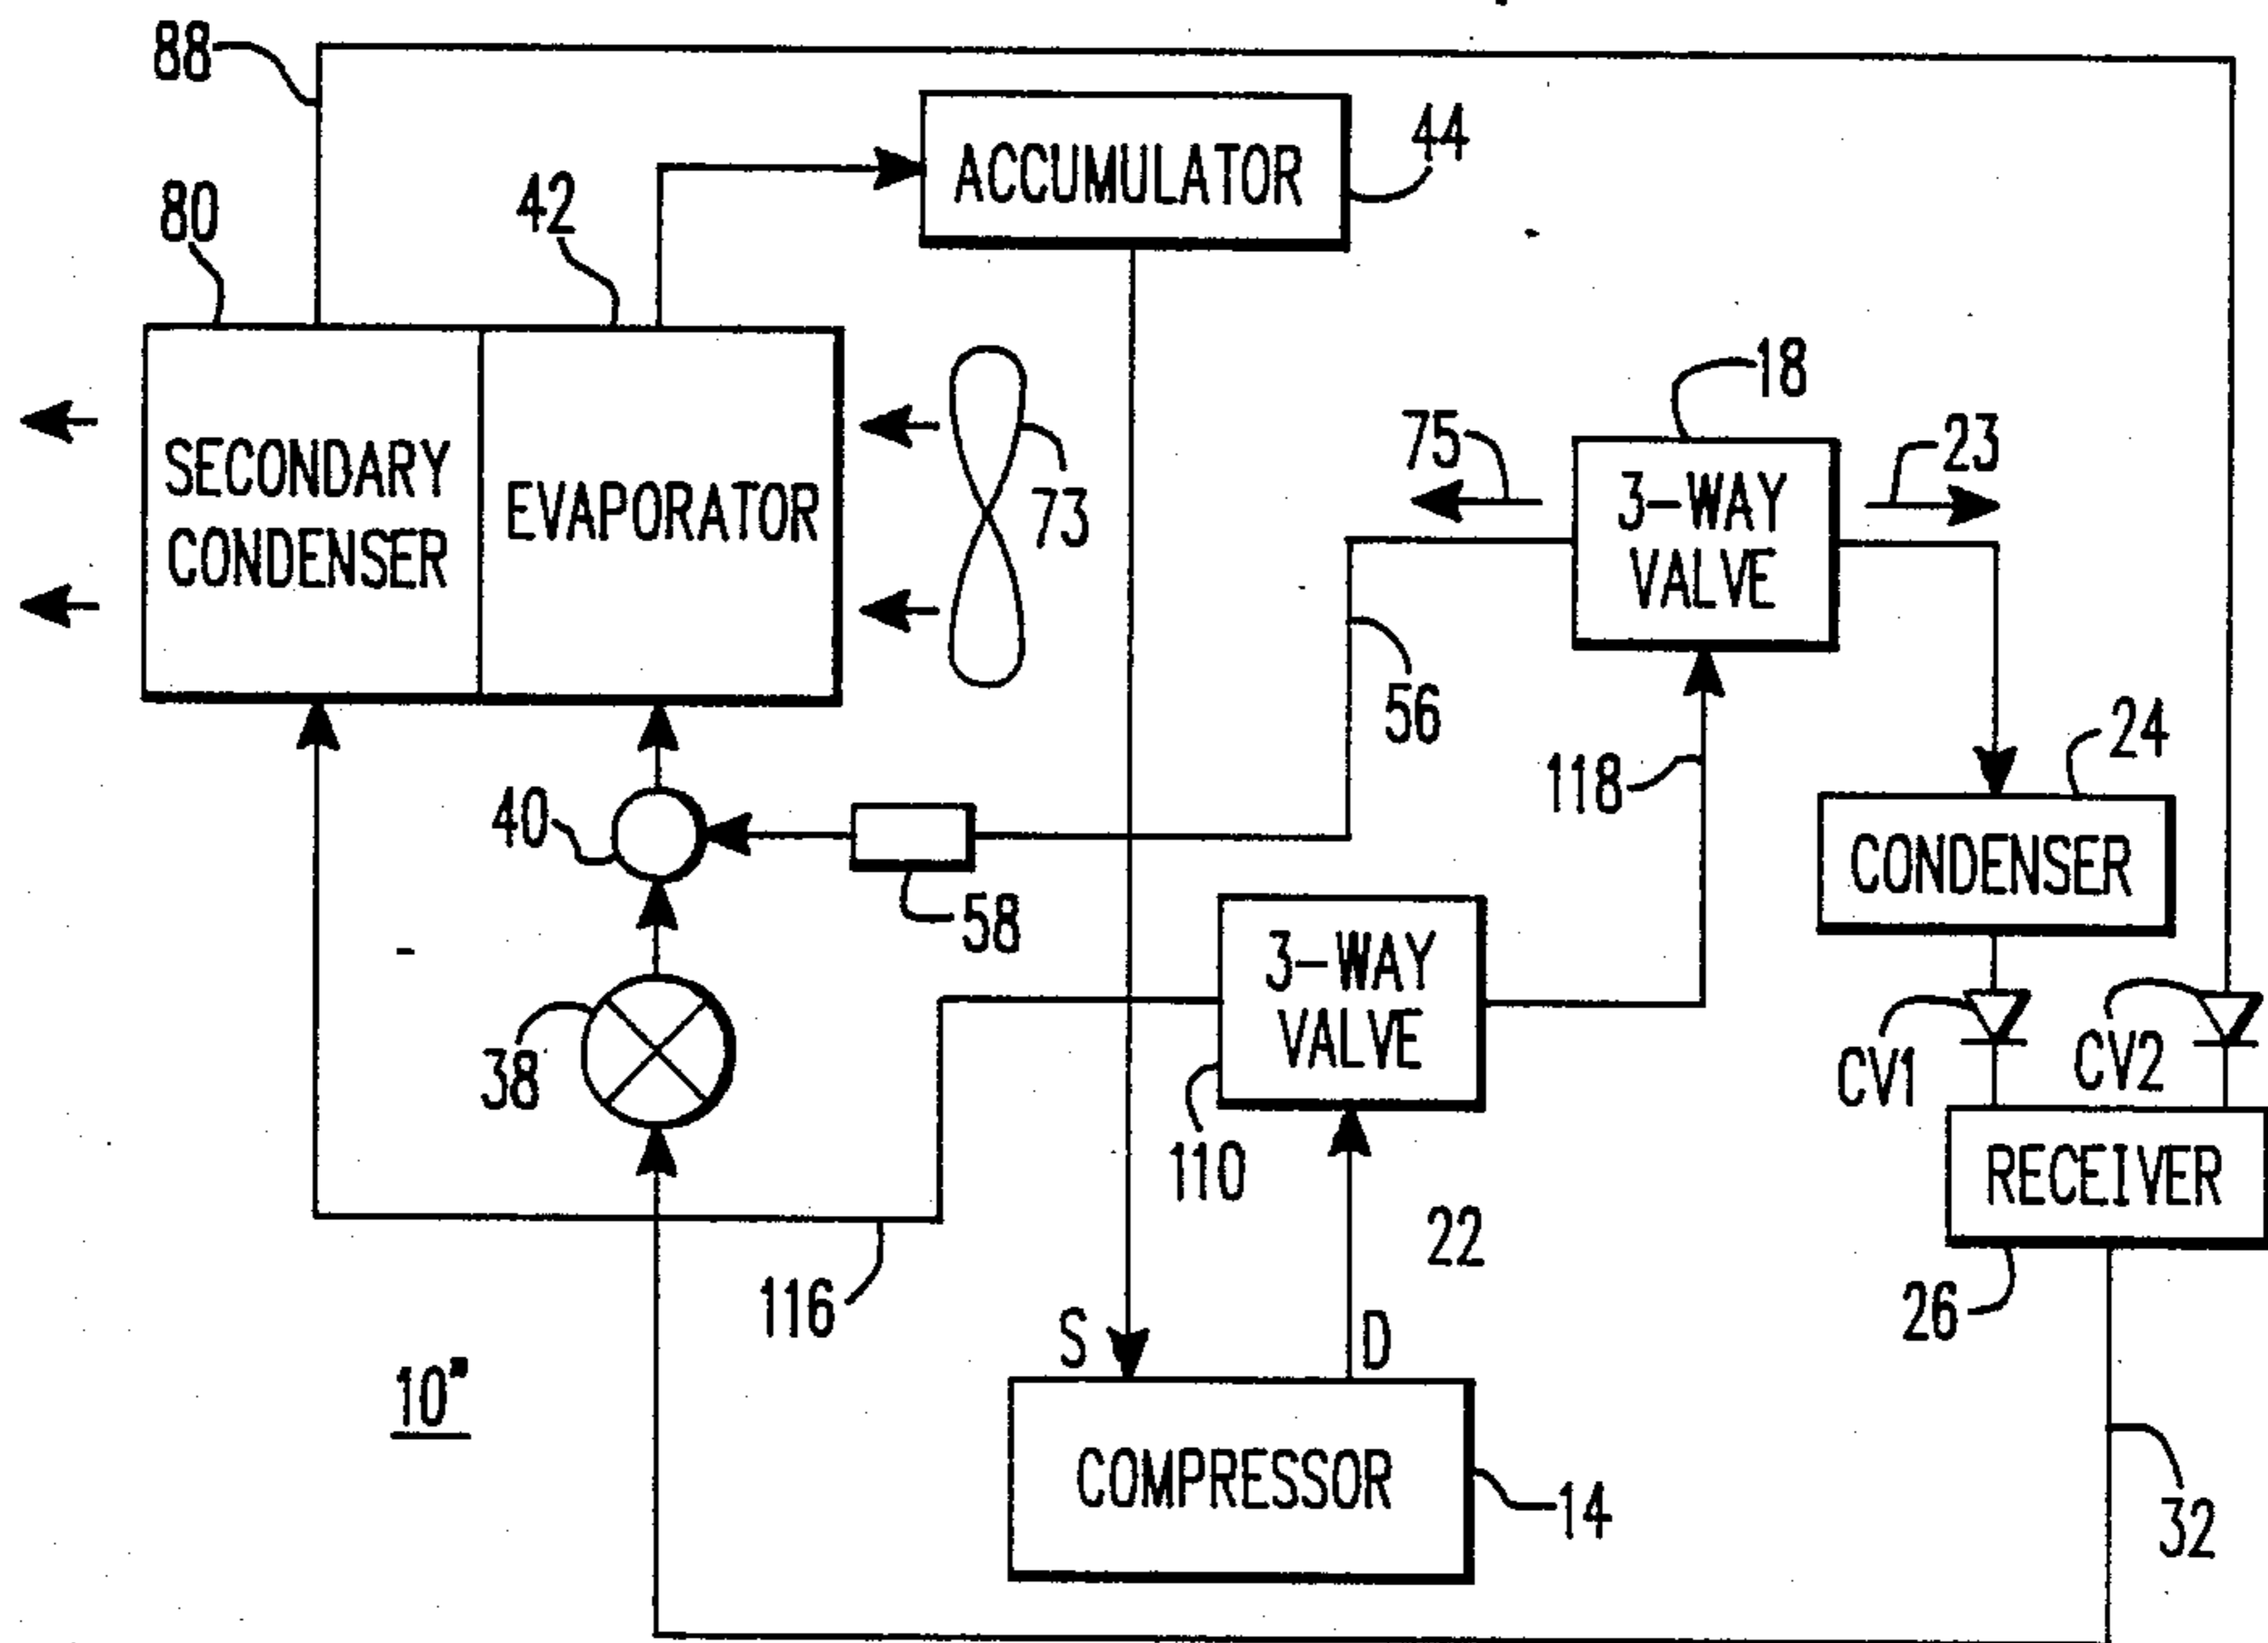 88
ACCUMULATOR
44
80
42
18
75
23
3-WAY
VALVE
SECONDARY
CONDENSER
EVAPORATOR
73
56
118
24
40
58
CONDENSER
3-WAY
VALVE
38
CV1
CV2
110
RECEIVER
22
116
26
S
D
10"
COMPRESSOR
14
32